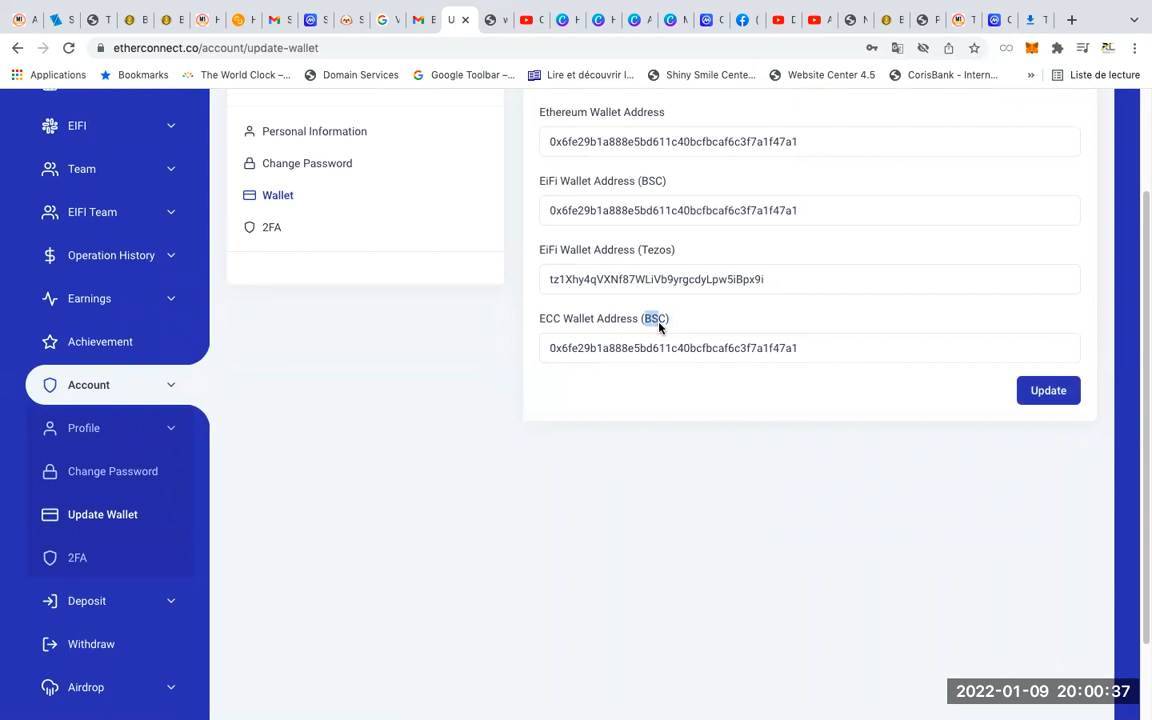 A
S
T
B
B
M
H
H
M
S
S
V
E
U
w
C
C
H
C
A
M
C
(
D
A
N
B
P
T
C
T
etherconnect.co/account/update-wallet
Applications
Bookmarks
The World Clock –...
Domain Services
Google Toolbar –...
Lire et découvrir l...
Shiny Smile Cente...
Website Center 4.5
CorisBank - Intern...
»
Liste de lecture
EIFI
Team
EIFI Team
Operation History
Earnings
Achievement
Account
Profile
Change Password
Update Wallet
2FA
Deposit
Withdraw
Airdrop
Personal Information
Change Password
Wallet
2FA
Ethereum Wallet Address
0x6fe29b1a888e5bd611c40bcfbcaf6c3f7a1f47a1
EiFi Wallet Address (BSC)
0x6fe29b1a888e5bd611c40bcfbcaf6c3f7a1f47a1
EiFi Wallet Address (Tezos)
tz1Xhy4qVXNf87WLiVb9yrgcdyLpw5iBpx9i
ECC Wallet Address (BSC)
0x6fe29b1a888e5bd611c40bcfbcaf6c3f7a1f47a1
Update
2022-01-09 20:00:37